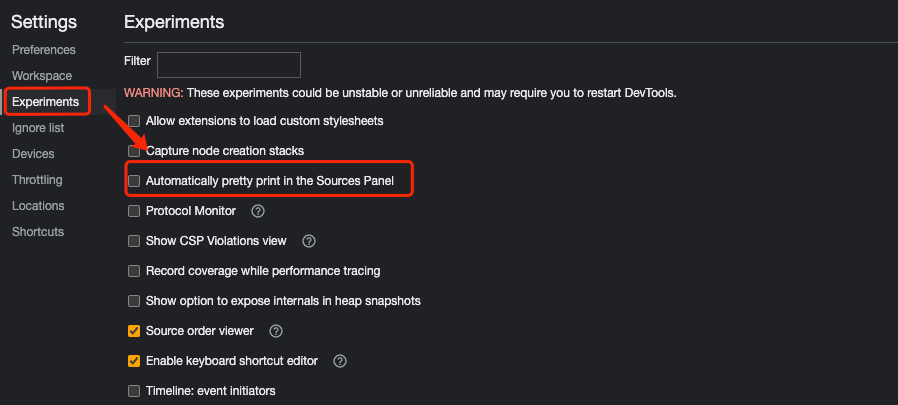 Settings
Preferences
Workspace
Experiments
Ignore list
Devices
Throttling
Locations
Shortcuts
Experiments
Filter
WARNING: These experiments could be unstable or unreliable and may require you to restart DevTools.
Allow extensions to load custom stylesheets
Capture node creation stacks
Automatically pretty print in the Sources Panel
Protocol Monitor ?
Show CSP Violations view ?
Record coverage while performance tracing
Show option to expose internals in heap snapshots
Source order viewer ?
Enable keyboard shortcut editor ?
Timeline: event initiators